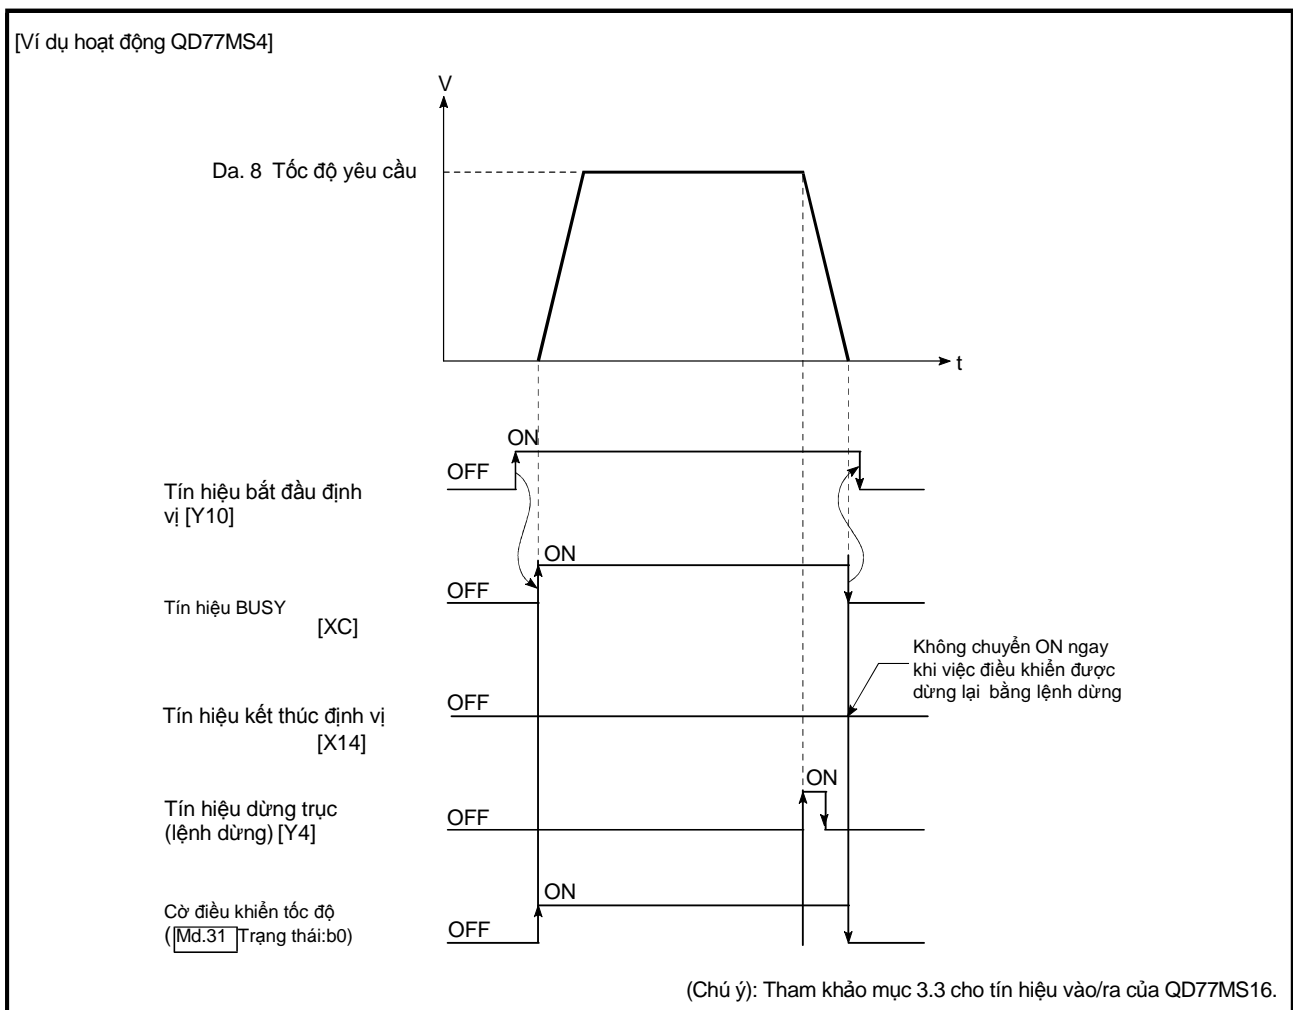 [Ví dụ hoạt động QD77MS4]
V
Da. 8 Tốc độ yêu cầu
t
ON
OFF
Tín hiệu bắt đầu định
vị [Y10]
ON
OFF
Tín hiệu BUSY
[XC]
Không chuyển ON ngay
khi việc điều khiển được
dừng lại bằng lệnh dừng
OFF
Tín hiệu kết thúc định vị
[X14]
ON
Tín hiệu dừng trục
(lệnh dừng) [Y4]
OFF
ON
Cờ điều khiển tốc độ
(Md.31 Trạng thái:b0)
OFF
(Chú ý): Tham khảo mục 3.3 cho tín hiệu vào/ra của QD77MS16.